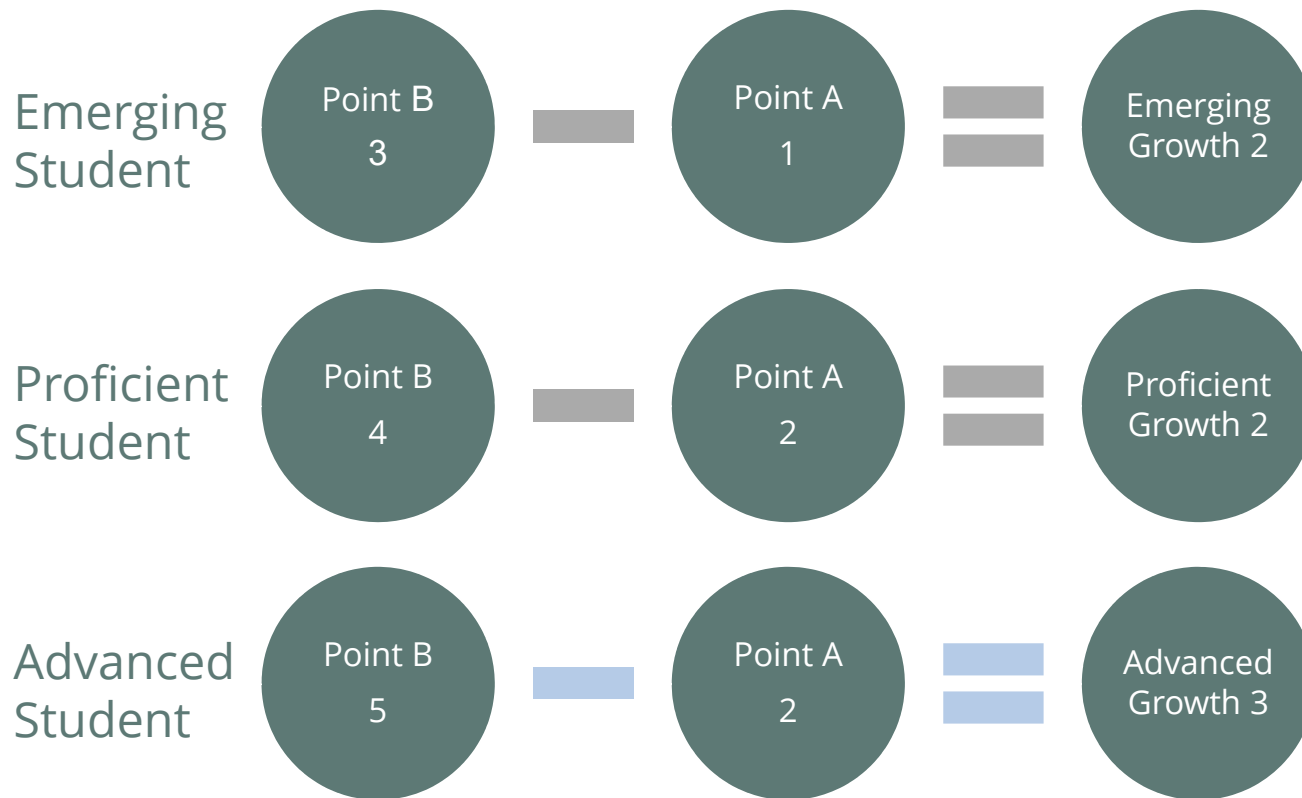 Emerging
Student
Point B
3
Point A
1
Emerging
Growth 2
Proficient
Student
Point B
4
Point A
2
Proficient
Growth 2
Advanced
Student
Point B
5
Point A
2
Advanced
Growth 3